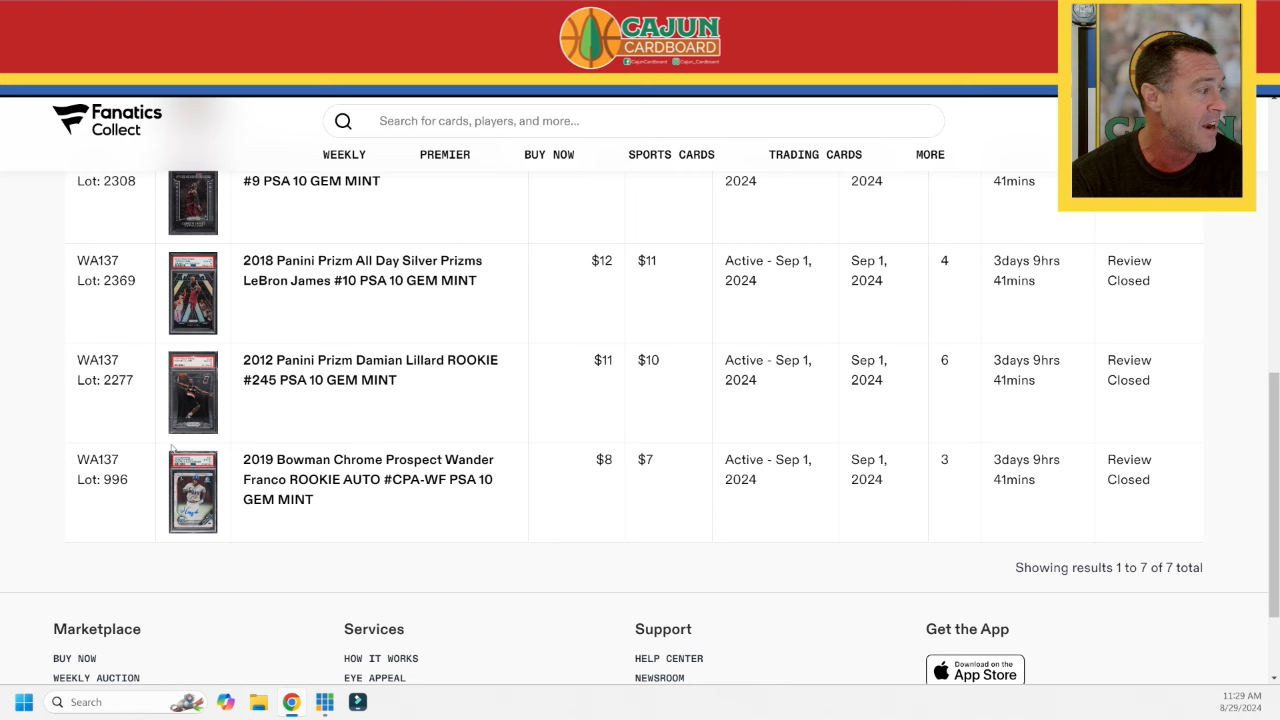 CAJUN
CARDBOARD
CajunCardboard Cajun_Cardboard
Fanatics
Collect
Search for cards, players, and more...
WEEKLY PREMIER BUY NOW SPORTS CARDS TRADING CARDS MORE
Lot: 2308 #9 PSA 10 GEM MINT 2024 2024 41mins
WA137 2018 Panini Prizm All Day Silver Prizms $12 $11 Active - Sep 1, Sep 1, 4 3days 9hrs Review
Lot: 2369 LeBron James #10 PSA 10 GEM MINT 2024 2024 41mins Closed
WA137 2012 Panini Prizm Damian Lillard ROOKIE $11 $10 Active - Sep 1, Sep 1, 6 3days 9hrs Review
Lot: 2277 #245 PSA 10 GEM MINT 2024 2024 41mins Closed
WA137 2019 Bowman Chrome Prospect Wander $8 $7 Active - Sep 1, Sep 1, 3 3days 9hrs Review
Lot: 996 Franco ROOKIE AUTO #CPA-WF PSA 10 2024 2024 41mins Closed
GEM MINT
Showing results 1 to 7 of 7 total
Marketplace Services Support Get the App
BUY NOW HOW IT WORKS HELP CENTER Download on the
WEEKLY AUCTION EYE APPEAL NEWSROOM App Store
Search
11:29 AM
8/29/2024